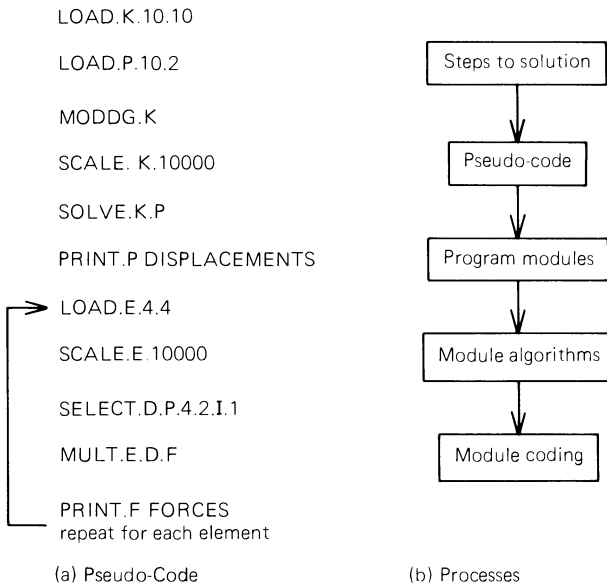 LOAD.K.10.10
LOAD.P.10.2
MODDG.K
SCALE. K.10000
SOLVE.K.P
PRINT.P DISPLACEMENTS
LOAD.E.4.4
SCALE.E.10000
SELECT.D.P.4.2.I.1
MULT.E.D.F
PRINT.F FORCES
repeat for each element
(a) Pseudo-Code
Steps to solution
Pseudo-code
Program modules
Module algorithms
Module coding
(b) Processes